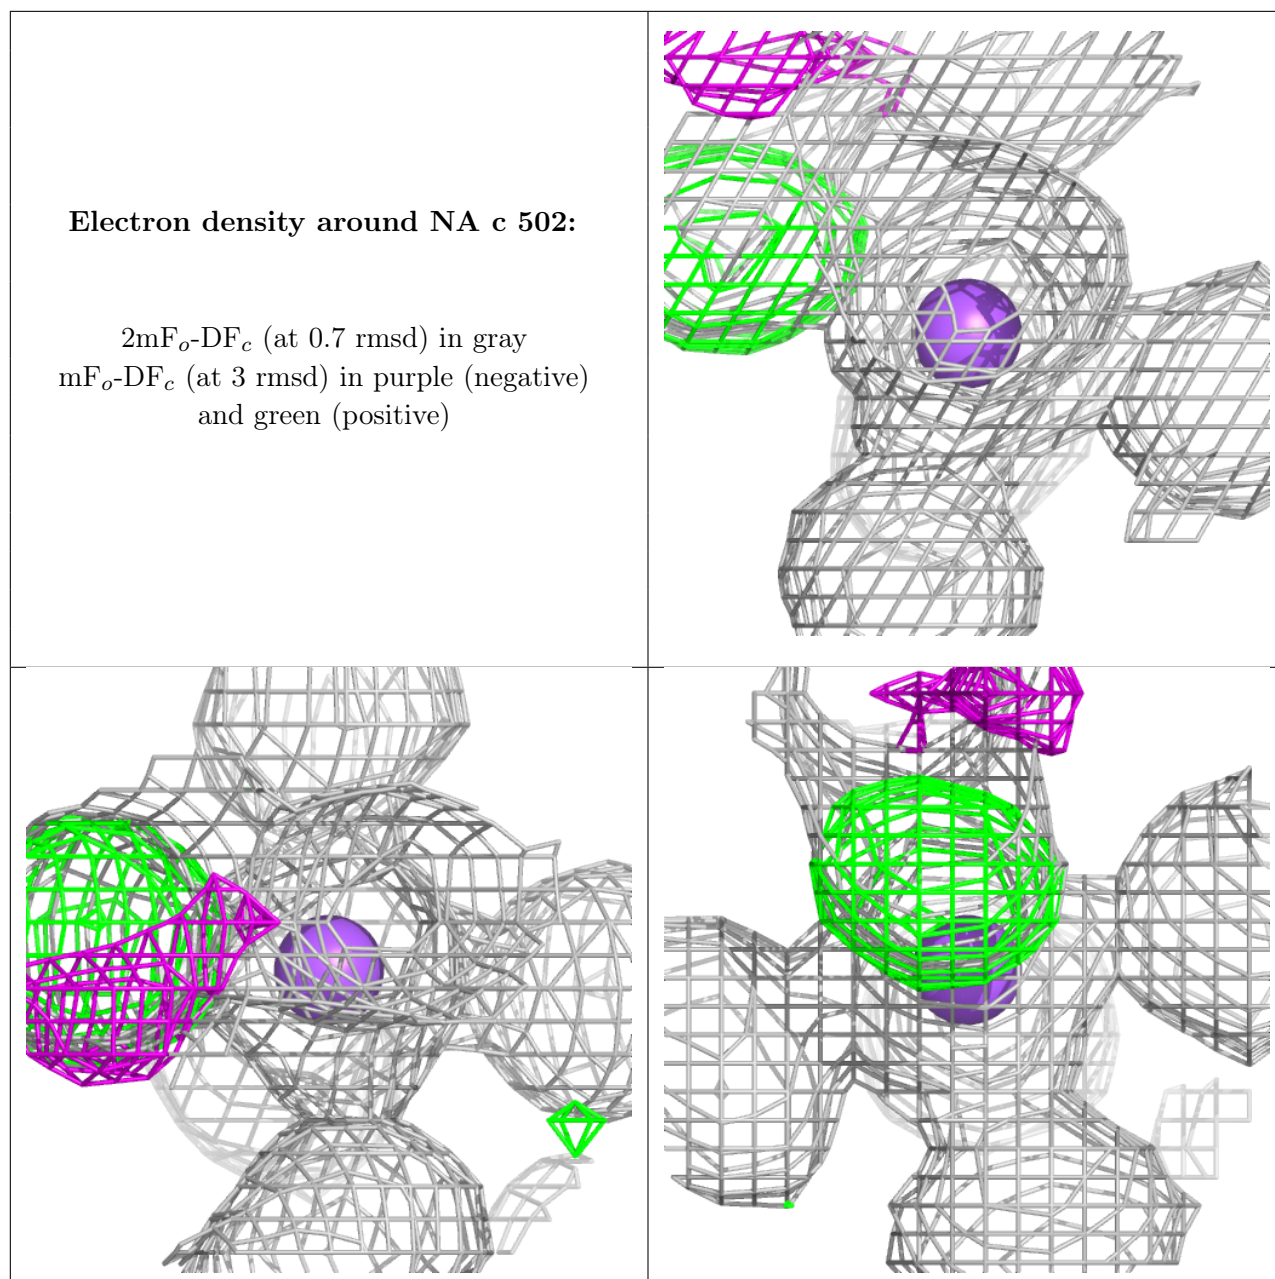 Electron density around NA c 502:
2mFo-DFc (at 0.7 rmsd) in gray
mFo-DFc (at 3 rmsd) in purple (negative)
and green (positive)